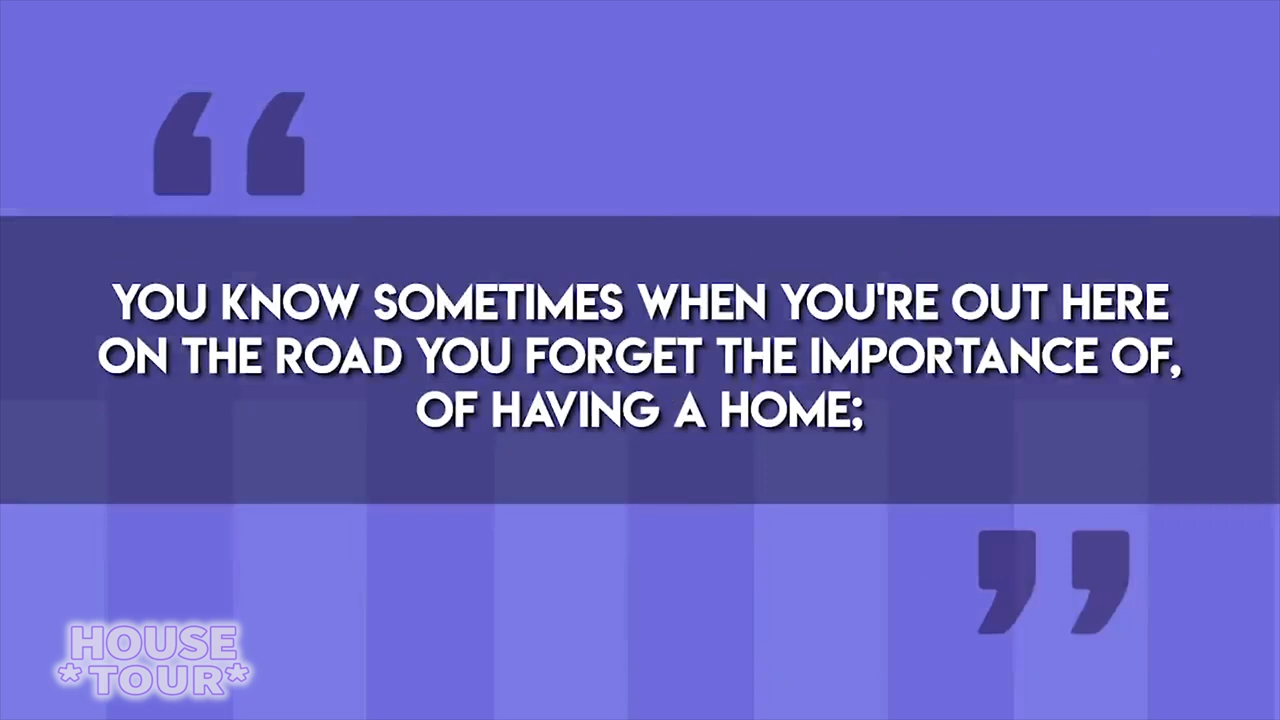 “
YOU KNOW SOMETIMES WHEN YOU'RE OUT HERE
ON THE ROAD YOU FORGET THE IMPORTANCE OF,
OF HAVING A HOME;
”
HOUSE
*TOUR*